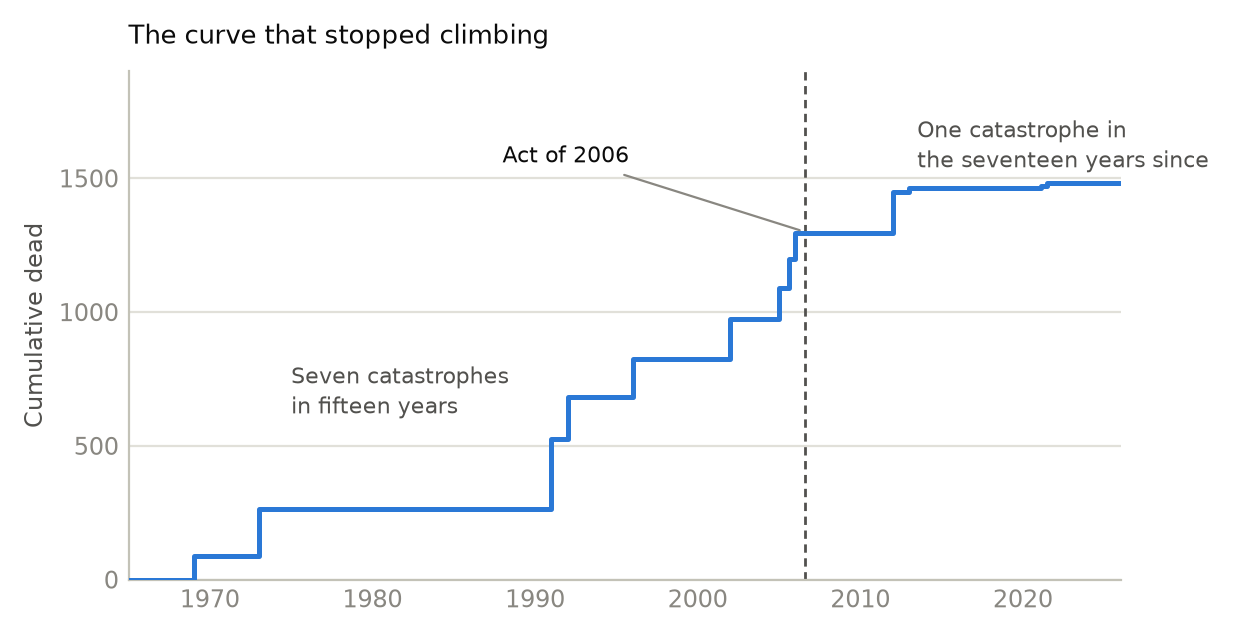 The curve that stopped climbing
One catastrophe in
the seventeen years since
Act of 2006
Seven catastrophes
in fifteen years
Cumulative dead
1500
1000
500
0
1970 1980 1990 2000 2010 2020